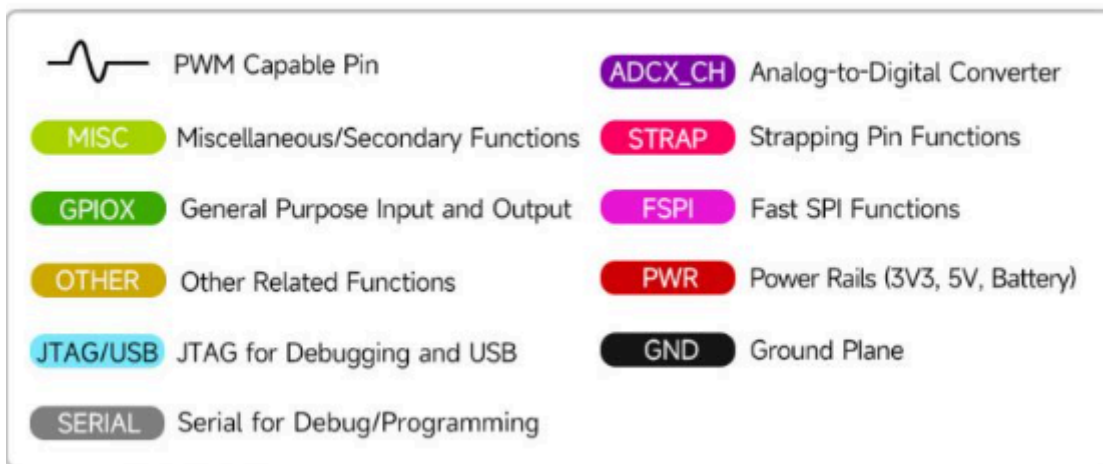 PWM Capable Pin
MISC Miscellaneous/Secondary Functions
GPIOX General Purpose Input and Output
OTHER Other Related Functions
JTAG/USB JTAG for Debugging and USB
SERIAL Serial for Debug/Programming
ADCX_CH Analog-to-Digital Converter
STRAP Strapping Pin Functions
FSPI Fast SPI Functions
PWR Power Rails (3V3, 5V, Battery)
GND Ground Plane